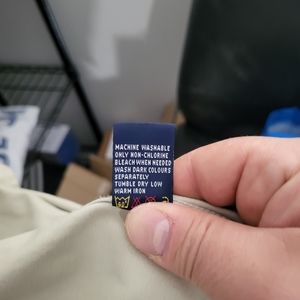 MACHINE WASHABLE
ONLY NON-CHLORINE
BLEACH WHEN NEEDED
WASH DARK COLOURS
SEPARATELY
TUMBLE DRY LOW
WARM IRON